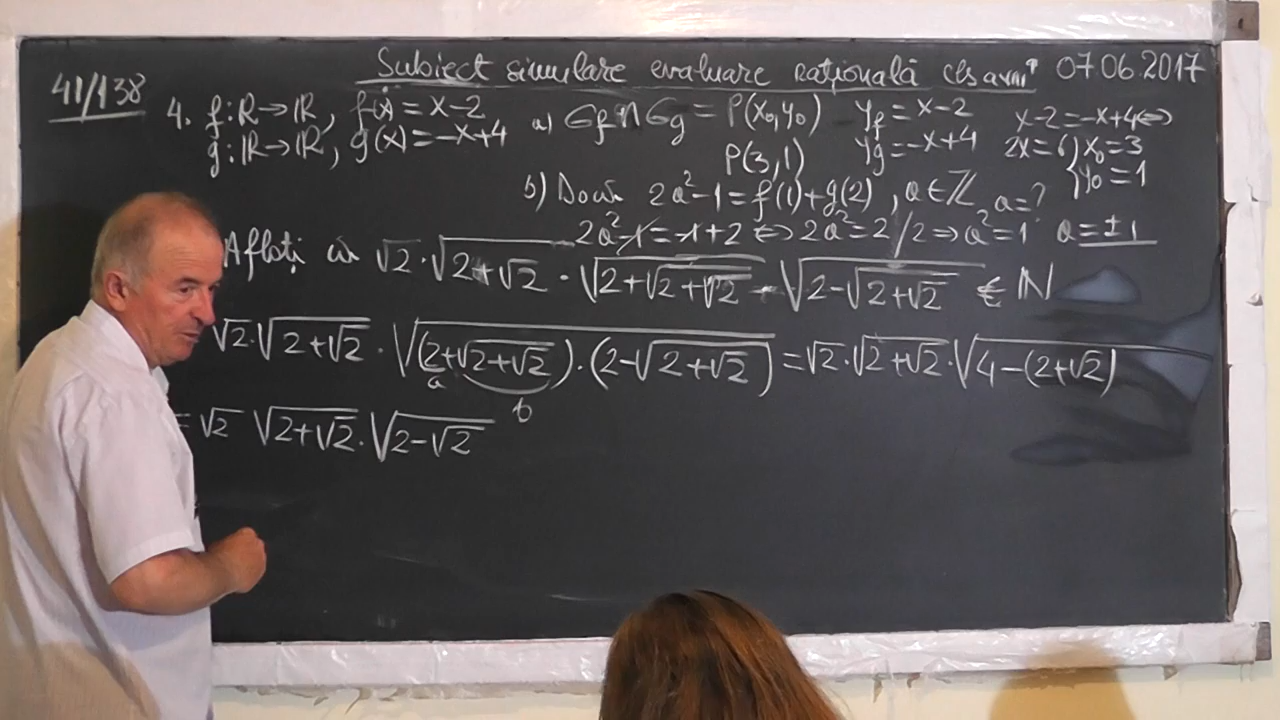 Subiect simulare evaluare națională cls a VIII 07.06.2017
41/138
4. f:ℝ→ℝ, f(x)=x-2 a) Gf∩Gg = P(x₀,y₀) yf=x-2 x-2=-x+4⇔
g:ℝ→ℝ, g(x)=-x+4 P(3,1) yg=-x+4 2x=6 } x₀=3
{ y₀=1
b) 2a²-1=f(1)+g(2), a∈ℤ a=?
2a²-1=-1+2 ⇔ 2a²=2 /2 ⇒ a²=1 a=±1
Aflați că √2·√(2+√2)·√(2+√(2+√2))·√(2-√(2+√2)) ∈ ℕ
√2·√(2+√2)·√((2+√(2+√2))·(2-√(2+√2)))=√2·√(2+√2)·√(4-(2+√2))
a b
= √2 √(2+√2)·√(2-√2)